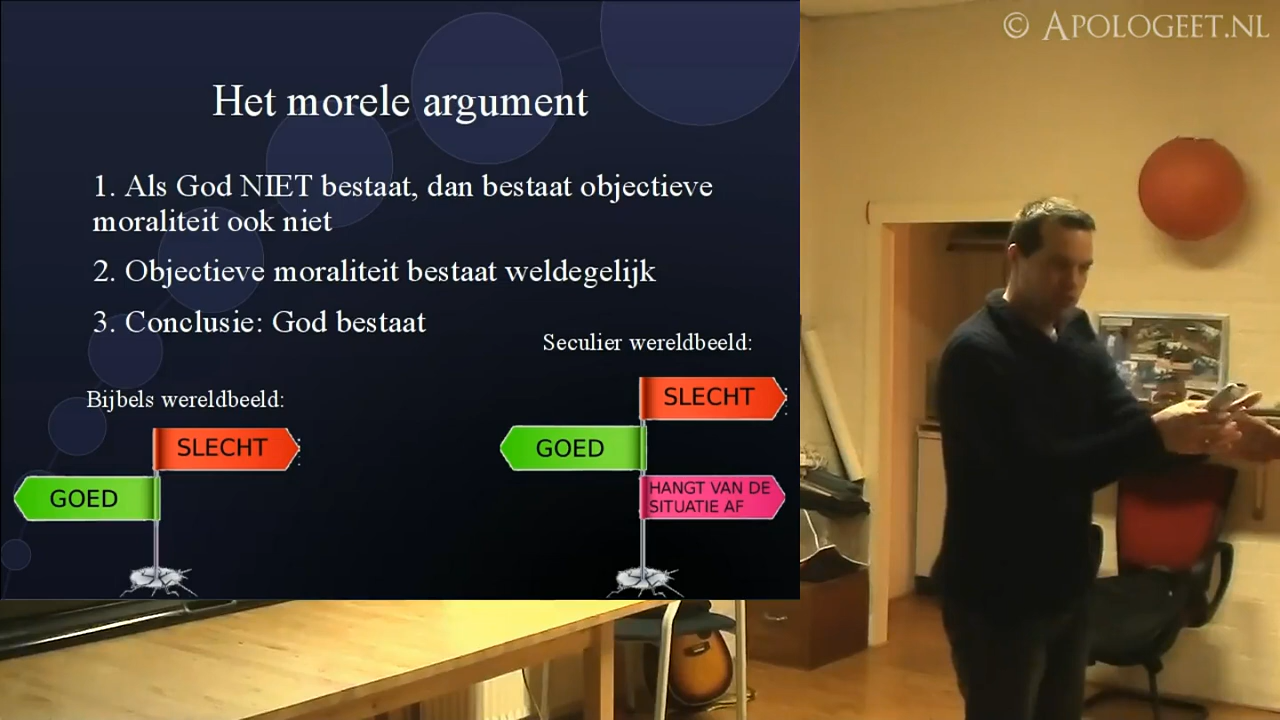 © APOLOGEET.NL
Het morele argument
1. Als God NIET bestaat, dan bestaat objectieve
moraliteit ook niet
2. Objectieve moraliteit bestaat weldegelijk
3. Conclusie: God bestaat
Seculier wereldbeeld:
SLECHT
GOED
HANGT VAN DE
SITUATIE AF
Bijbels wereldbeeld:
SLECHT
GOED